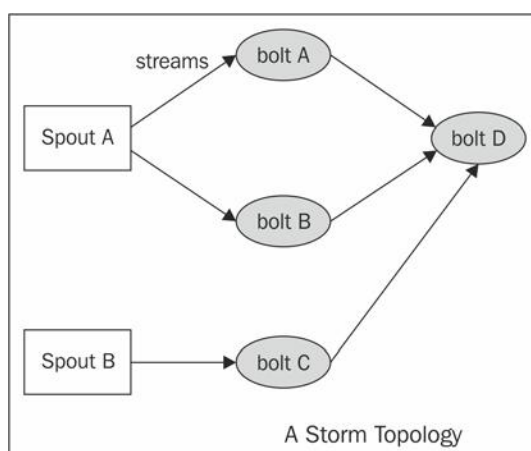 streams
bolt A
Spout A
bolt D
bolt B
Spout B
bolt C
A Storm Topology